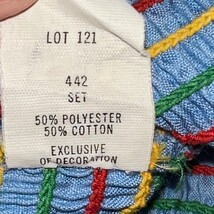 LOT 121
442
SET
50% POLYESTER
50% COTTON
EXCLUSIVE
OF DECORATION